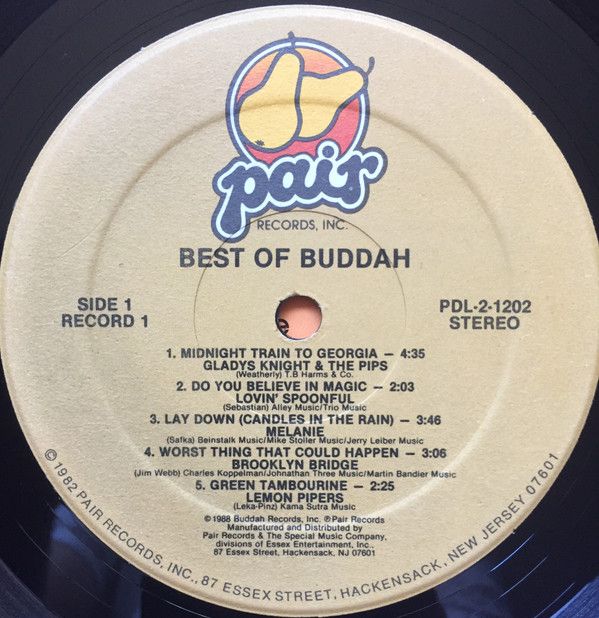 pair
RECORDS, INC.
BEST OF BUDDAH
SIDE 1
RECORD 1
PDL-2-1202
STEREO
1. MIDNIGHT TRAIN TO GEORGIA — 4:35
GLADYS KNIGHT & THE PIPS
(Weatherly) T.B Harms & Co.
2. DO YOU BELIEVE IN MAGIC — 2:03
LOVIN' SPOONFUL
(Sebastian) Alley Music/Trio Music
3. LAY DOWN (CANDLES IN THE RAIN) — 3:46
MELANIE
(Safka) Beinstalk Music/Mike Stoller Music/Jerry Leiber Music
4. WORST THING THAT COULD HAPPEN — 3:06
BROOKLYN BRIDGE
(Jim Webb) Charles Koppelman/Johnathan Three Music/Martin Bandier Music
5. GREEN TAMBOURINE — 2:25
LEMON PIPERS
(Leka-Pinz) Kama Sutra Music
©1988 Buddah Records, Inc. ℗Pair Records
Manufactured and Distributed by
Pair Records & The Special Music Company,
divisions of Essex Entertainment, Inc.,
87 Essex Street, Hackensack, NJ 07601
©1982 PAIR RECORDS, INC., 87 ESSEX STREET, HACKENSACK, NEW JERSEY 07601